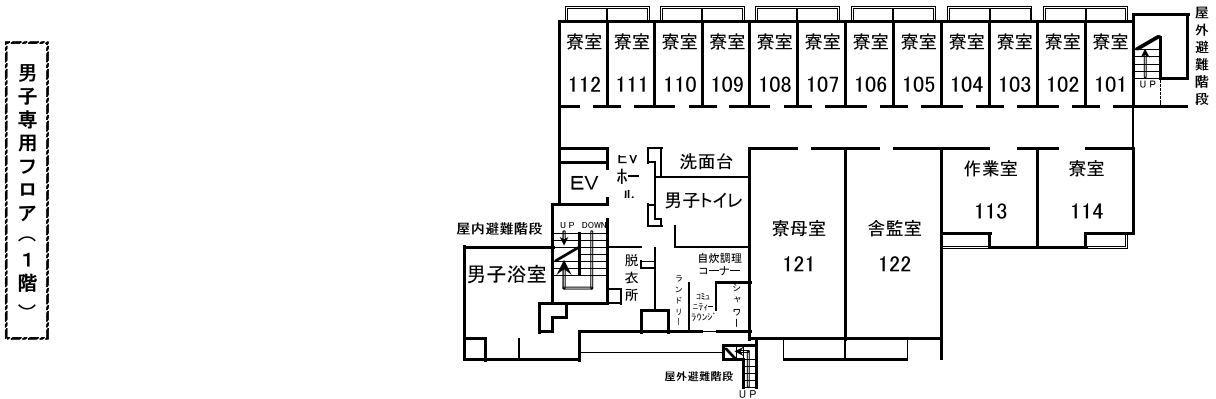 男子専用フロア（１階）
寮室 寮室 寮室 寮室 寮室 寮室 寮室 寮室 寮室 寮室 寮室 寮室
112 111 110 109 108 107 106 105 104 103 102 101
屋外避難階段
UP
EVホール
洗面台
EV
男子トイレ
作業室
113
寮室
114
寮母室
121
舎監室
122
屋内避難階段
UP DOWN
男子浴室
脱衣所
自炊調理
コーナー
ランドリー
コミュ
ニティー
ラウンジ
シャワー
屋外避難階段
UP